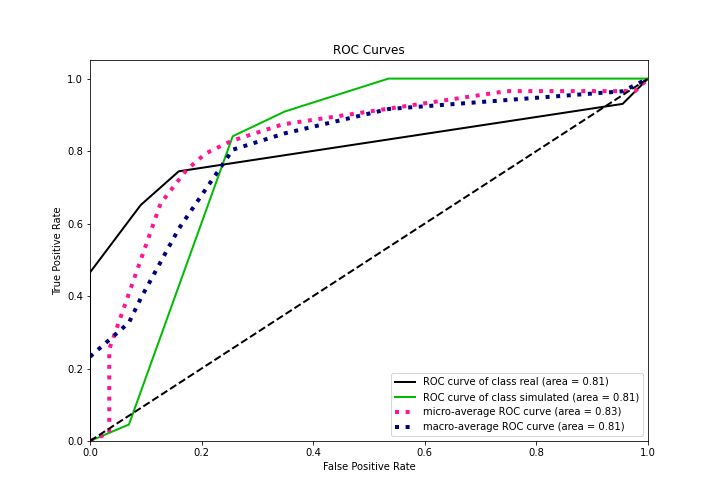 ROC Curves
1.0
0.8
0.6
0.4
0.2
0.0
True Positive Rate
ROC curve of class real (area = 0.81)
ROC curve of class simulated (area = 0.81)
micro-average ROC curve (area = 0.83)
macro-average ROC curve (area = 0.81)
0.0 0.2 0.4 0.6 0.8 1.0
False Positive Rate